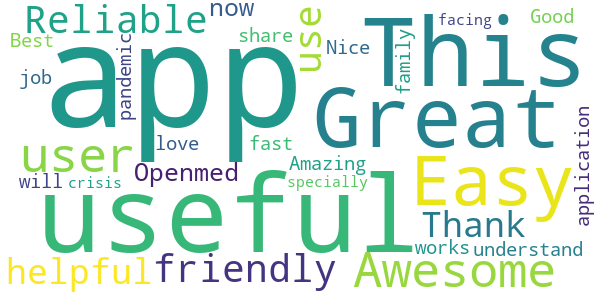 Reliable
now
This
facing
Good
Best
app
share
use
Nice
family
job
pandemic
Great
user
love
fast
application
will
crisis
Openmed
Amazing
specially
Easy
useful
Thank
works
understand
helpful
friendly
Awesome